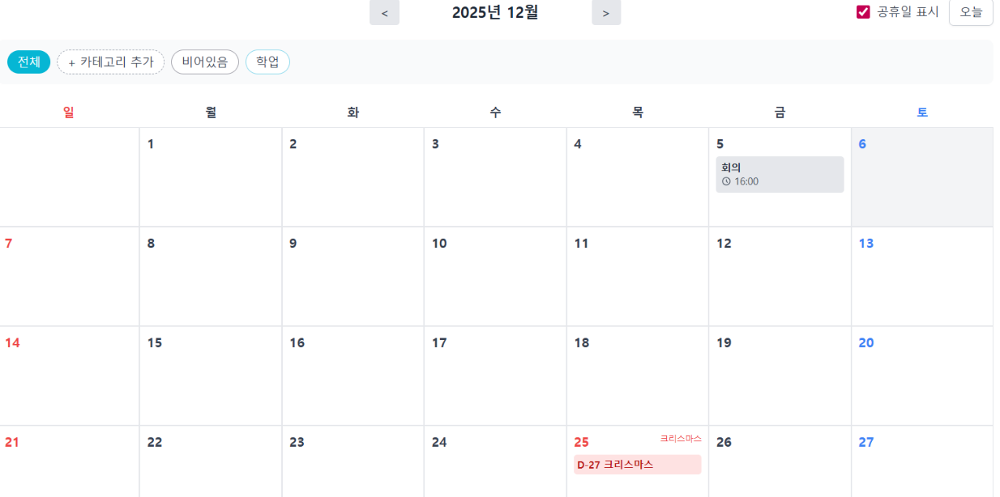 < 2025년 12월 > 공휴일 표시 오늘
전체 + 카테고리 추가 비어있음 학업
일 월 화 수 목 금 토
1 2 3 4 5 6
회의
16:00
7 8 9 10 11 12 13
14 15 16 17 18 19 20
21 22 23 24 25 크리스마스 26 27
D-27 크리스마스